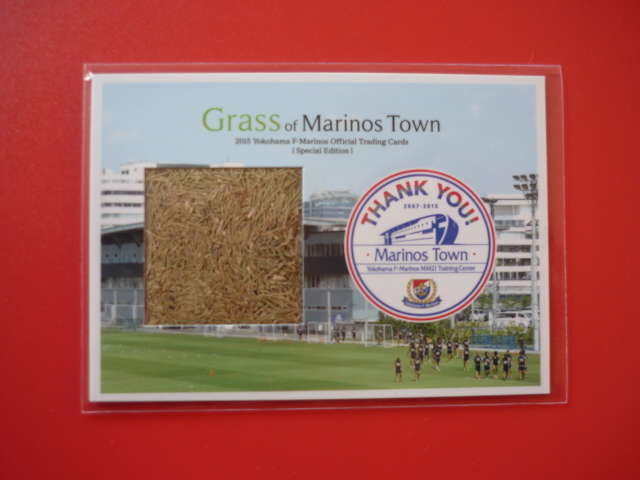 Grass of Marinos Town
2015 Yokohama F·Marinos Official Trading Cards
[ Special Edition ]
THANK YOU!
2007-2015
· Marinos Town ·
Yokohama F·Marinos MM21 Training Center